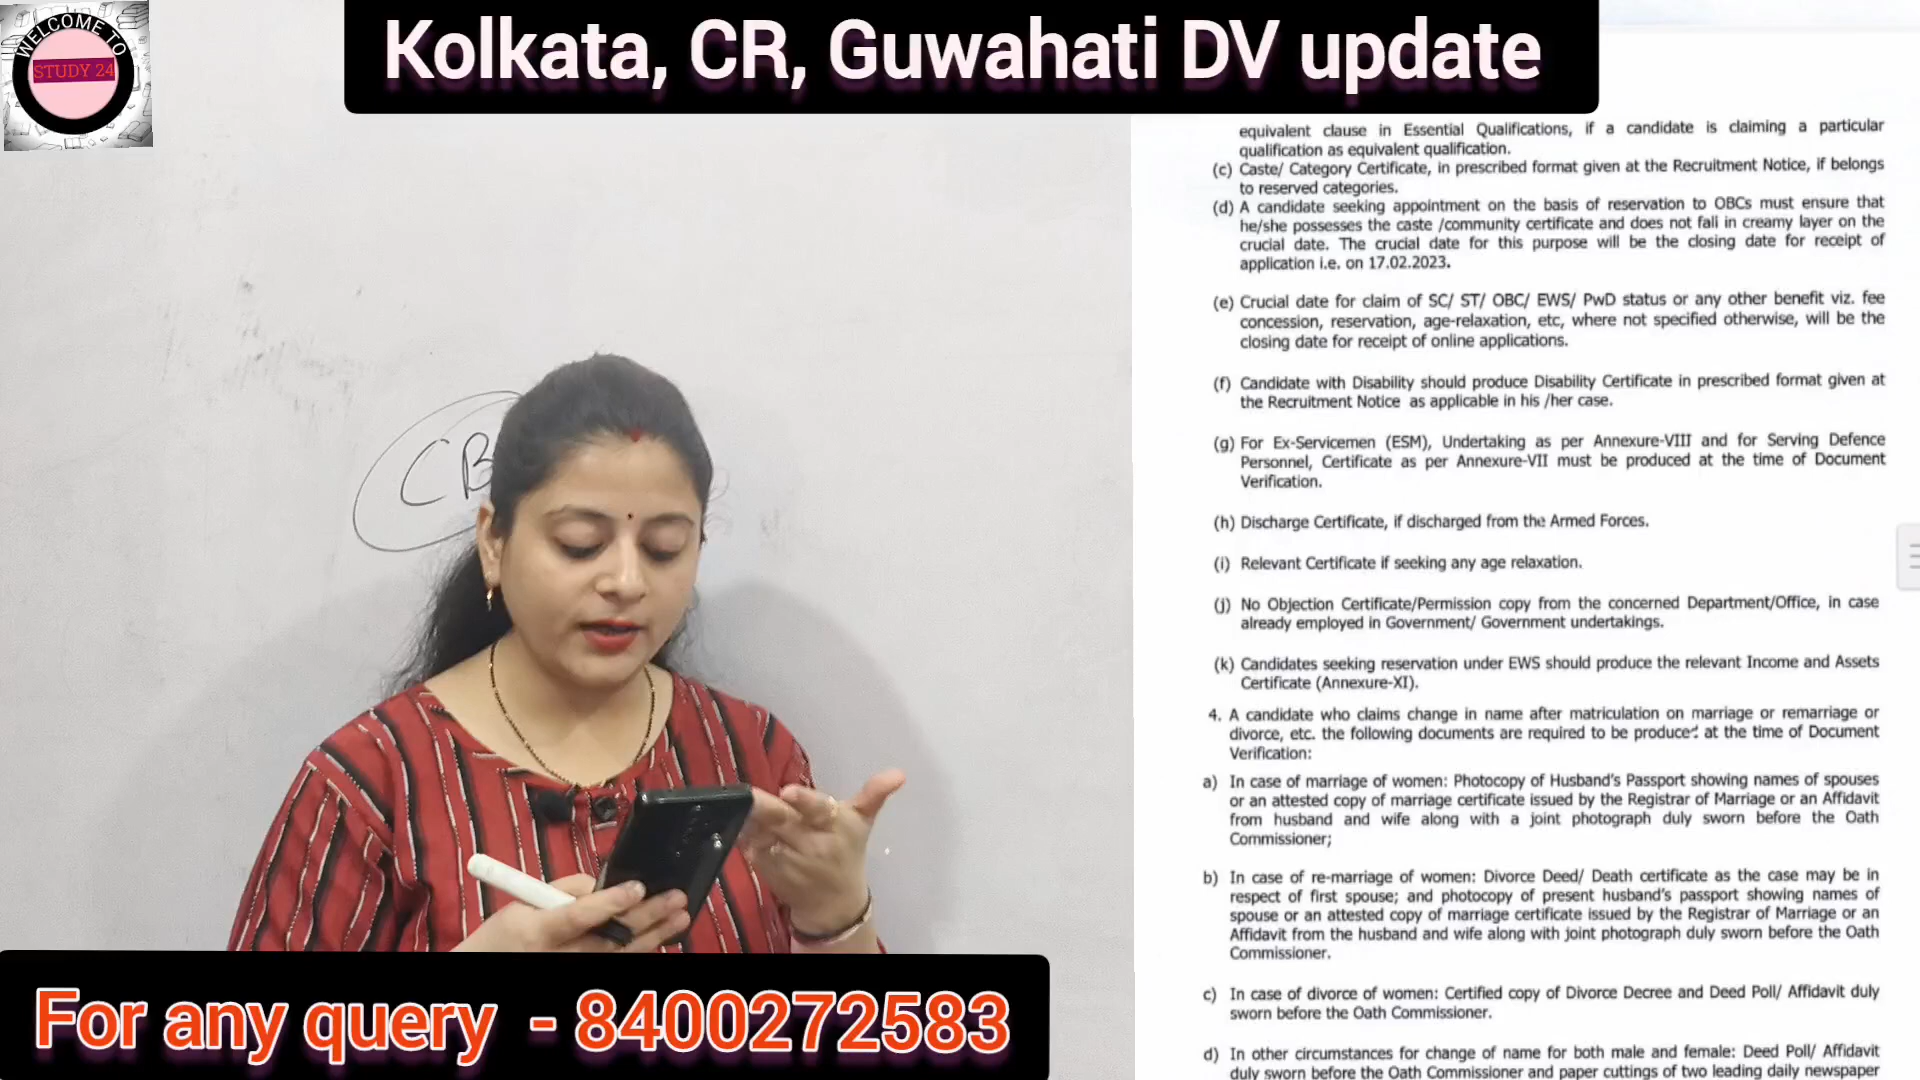 WELCOME TO
STUDY 24
Kolkata, CR, Guwahati DV update
CB
equivalent clause in Essential Qualifications, if a candidate is claiming a particular
qualification as equivalent qualification.
(c) Caste/ Category Certificate, in prescribed format given at the Recruitment Notice, if belongs
to reserved categories.
(d) A candidate seeking appointment on the basis of reservation to OBCs must ensure that
he/she possesses the caste /community certificate and does not fall in creamy layer on the
crucial date. The crucial date for this purpose will be the closing date for receipt of
application i.e. on 17.02.2023.
(e) Crucial date for claim of SC/ ST/ OBC/ EWS/ PwD status or any other benefit viz. fee
concession, reservation, age-relaxation, etc, where not specified otherwise, will be the
closing date for receipt of online applications.
(f) Candidate with Disability should produce Disability Certificate in prescribed format given at
the Recruitment Notice as applicable in his /her case.
(g) For Ex-Servicemen (ESM), Undertaking as per Annexure-VIII and for Serving Defence
Personnel, Certificate as per Annexure-VII must be produced at the time of Document
Verification.
(h) Discharge Certificate, if discharged from the Armed Forces.
(i) Relevant Certificate if seeking any age relaxation.
(j) No Objection Certificate/Permission copy from the concerned Department/Office, in case
already employed in Government/ Government undertakings.
(k) Candidates seeking reservation under EWS should produce the relevant Income and Assets
Certificate (Annexure-XI).
4. A candidate who claims change in name after matriculation on marriage or remarriage or
divorce, etc. the following documents are required to be produced at the time of Document
Verification:
a) In case of marriage of women: Photocopy of Husband's Passport showing names of spouses
or an attested copy of marriage certificate issued by the Registrar of Marriage or an Affidavit
from husband and wife along with a joint photograph duly sworn before the Oath
Commissioner;
b) In case of re-marriage of women: Divorce Deed/ Death certificate as the case may be in
respect of first spouse; and photocopy of present husband's passport showing names of
spouse or an attested copy of marriage certificate issued by the Registrar of Marriage or an
Affidavit from the husband and wife along with joint photograph duly sworn before the Oath
Commissioner.
c) In case of divorce of women: Certified copy of Divorce Decree and Deed Poll/ Affidavit duly
sworn before the Oath Commissioner.
d) In other circumstances for change of name for both male and female: Deed Poll/ Affidavit
duly sworn before the Oath Commissioner and paper cuttings of two leading daily newspaper
For any query - 8400272583